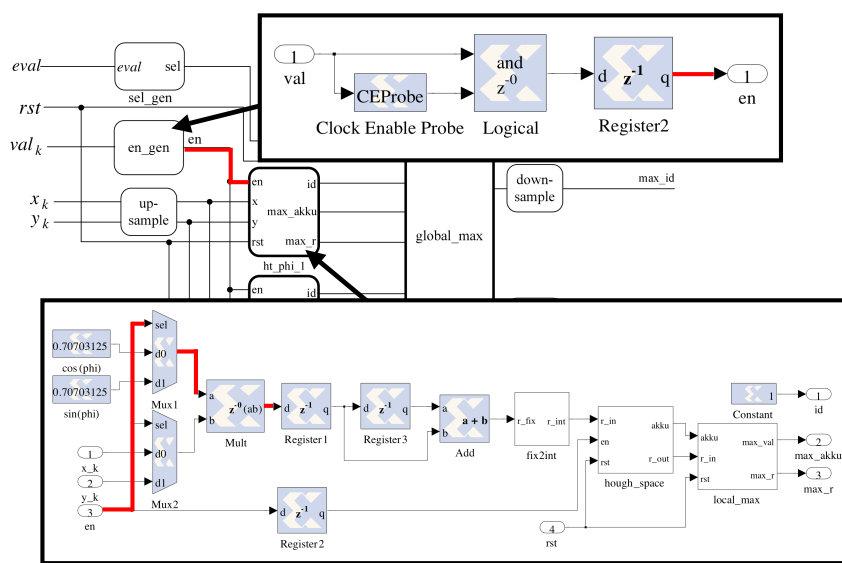 eval
eval sel
sel_gen
rst
val_k
en_gen
en
x_k
y_k
up-
sample
en
x
y
rst
id
max_akku
max_r
ht_phi_1
en
id
global_max
down-
sample
max_id
1
val
CEProbe
Clock Enable Probe
and
z-0
Logical
d z-1 q
Register2
1
en
0.70703125
cos(phi)
0.70703125
sin(phi)
sel
d0
d1
Mux1
sel
d0
d1
Mux2
1
x_k
2
y_k
3
en
a
b
z-0(ab)
Mult
d z-1 q
Register1
d z-1 q
Register3
a
b
a + b
Add
r_fix r_int
fix2int
d z-1 q
Register2
4
rst
r_in
en
rst
akku
r_out
hough_space
akku
r_in
rst
max_val
max_r
local_max
1
Constant
1
id
2
max_akku
3
max_r